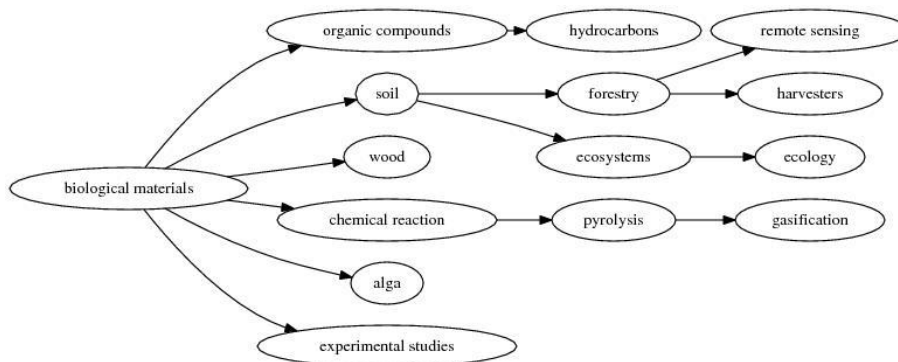 organic compounds
hydrocarbons
remote sensing
soil
forestry
harvesters
wood
ecosystems
ecology
biological materials
chemical reaction
pyrolysis
gasification
alga
experimental studies